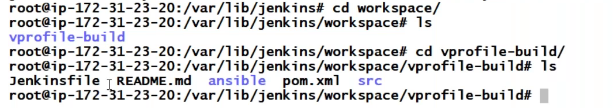 root@ip-172-31-23-20:/var/lib/jenkins# cd workspace/
root@ip-172-31-23-20:/var/lib/jenkins/workspace# ls
vprofile-build
root@ip-172-31-23-20:/var/lib/jenkins/workspace# cd vprofile-build/
root@ip-172-31-23-20:/var/lib/jenkins/workspace/vprofile-build# ls
Jenkinsfile README.md ansible pom.xml src
root@ip-172-31-23-20:/var/lib/jenkins/workspace/vprofile-build#